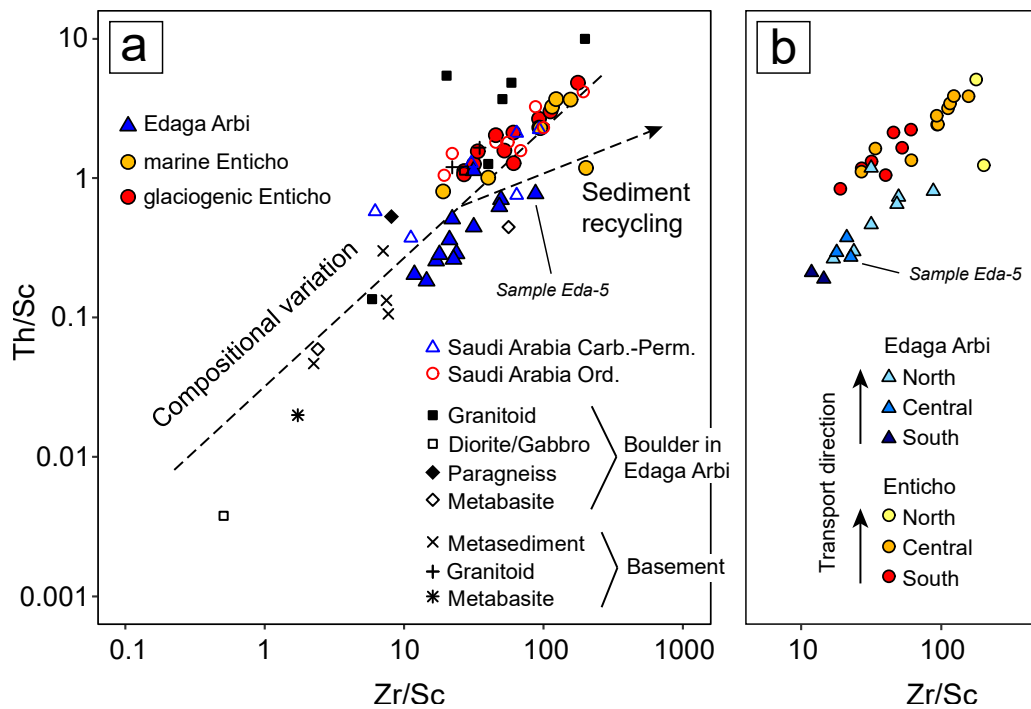 a
Th/Sc
10
1
0.1
0.01
0.001
0.1
1
10
100
1000
Zr/Sc
Edaga Arbi
marine Enticho
glaciogenic Enticho
Compositional variation
Sediment
recycling
Sample Eda-5
Saudi Arabia Carb.-Perm.
Saudi Arabia Ord.
Granitoid
Diorite/Gabbro
Paragneiss
Metabasite
Boulder in
Edaga Arbi
Metasediment
Granitoid
Metabasite
Basement
b
Sample Eda-5
Edaga Arbi
North
Central
South
Enticho
North
Central
South
Transport direction
10
100
Zr/Sc